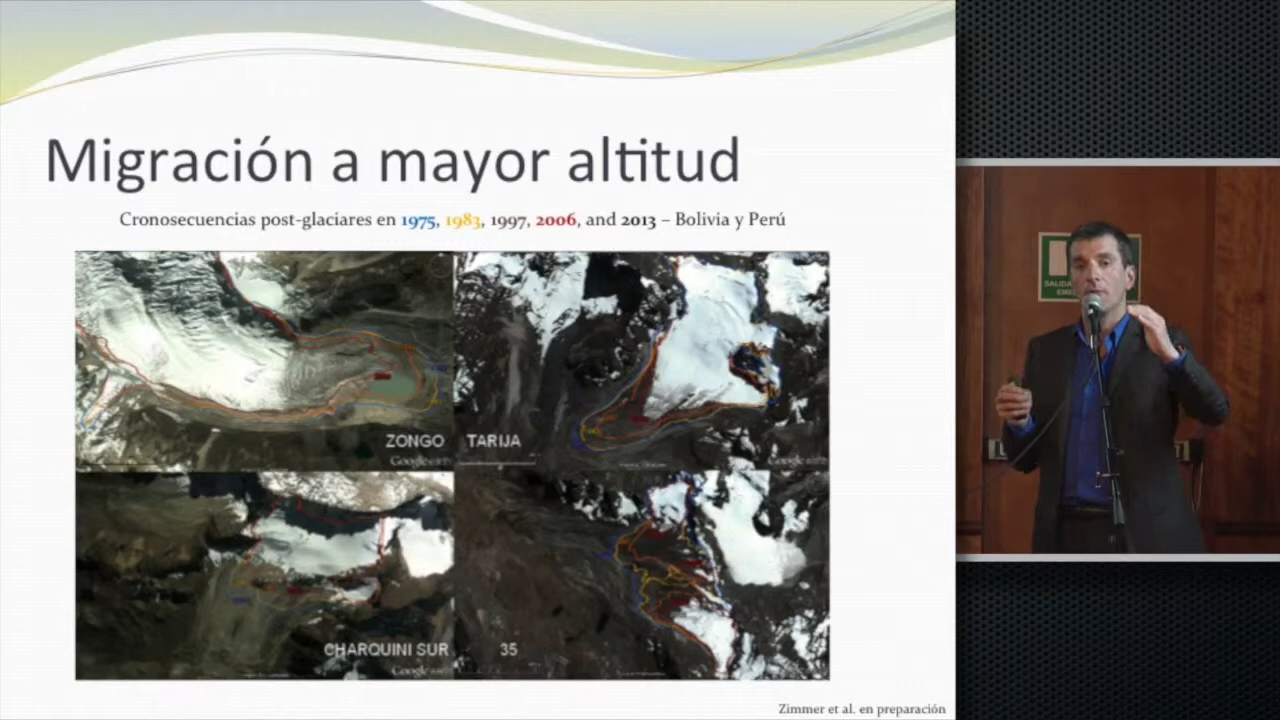 Migración a mayor altitud
Cronosecuencias post-glaciares en 1975, 1983, 1997, 2006, and 2013 – Bolivia y Perú
ZONGO
TARIJA
Google earth
Google earth
CHARQUINI SUR
35
Google earth
Zimmer et al. en preparación
SALIDA